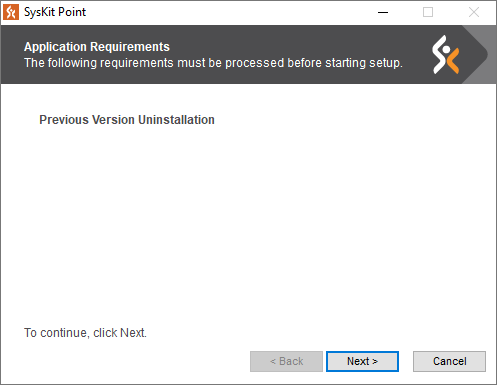 SysKit Point
Application Requirements
The following requirements must be processed before starting setup.
Previous Version Uninstallation
To continue, click Next.
< Back
Next >
Cancel